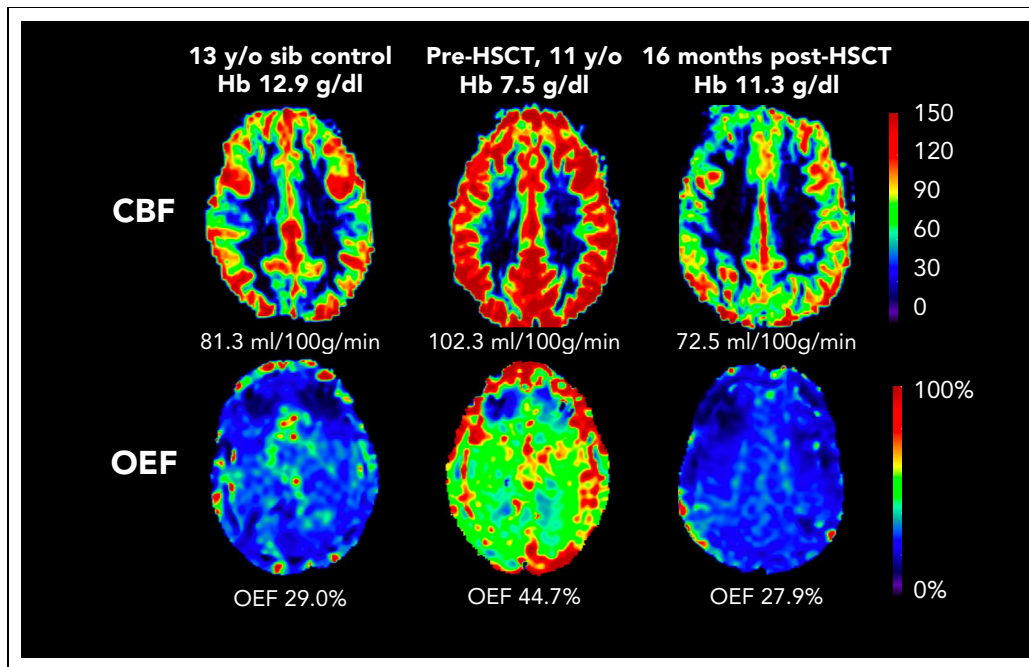 13 y/o sib control
Hb 12.9 g/dl
Pre-HSCT, 11 y/o
Hb 7.5 g/dl
16 months post-HSCT
Hb 11.3 g/dl
CBF
150
120
90
60
30
0
81.3 ml/100g/min
102.3 ml/100g/min
72.5 ml/100g/min
OEF
100%
0%
OEF 29.0%
OEF 44.7%
OEF 27.9%